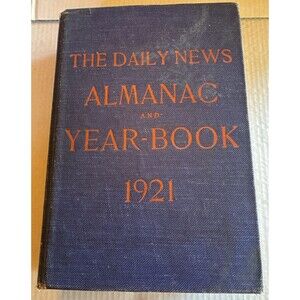 THE DAILY NEWS
ALMANAC
AND
YEAR-BOOK
1921